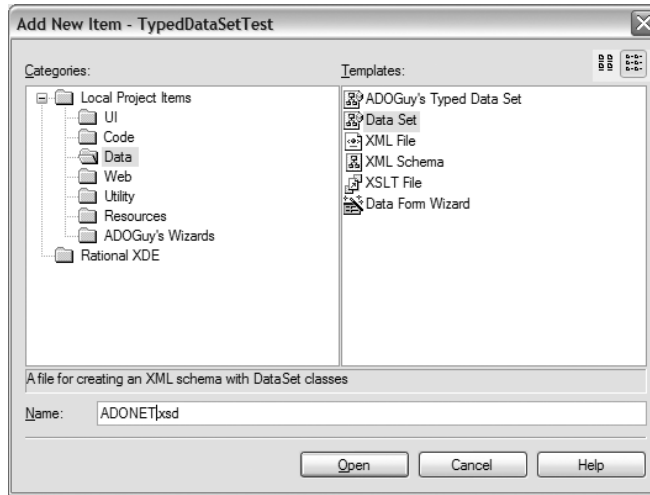 Add New Item - TypedDataSetTest
Categories:
Templates:
Local Project Items
UI
Code
Data
Web
Utility
Resources
ADOGuy's Wizards
Rational XDE
ADOGuy's Typed Data Set
Data Set
XML File
XML Schema
XSLT File
Data Form Wizard
A file for creating an XML schema with DataSet classes
Name: ADONET.xsd
Open Cancel Help